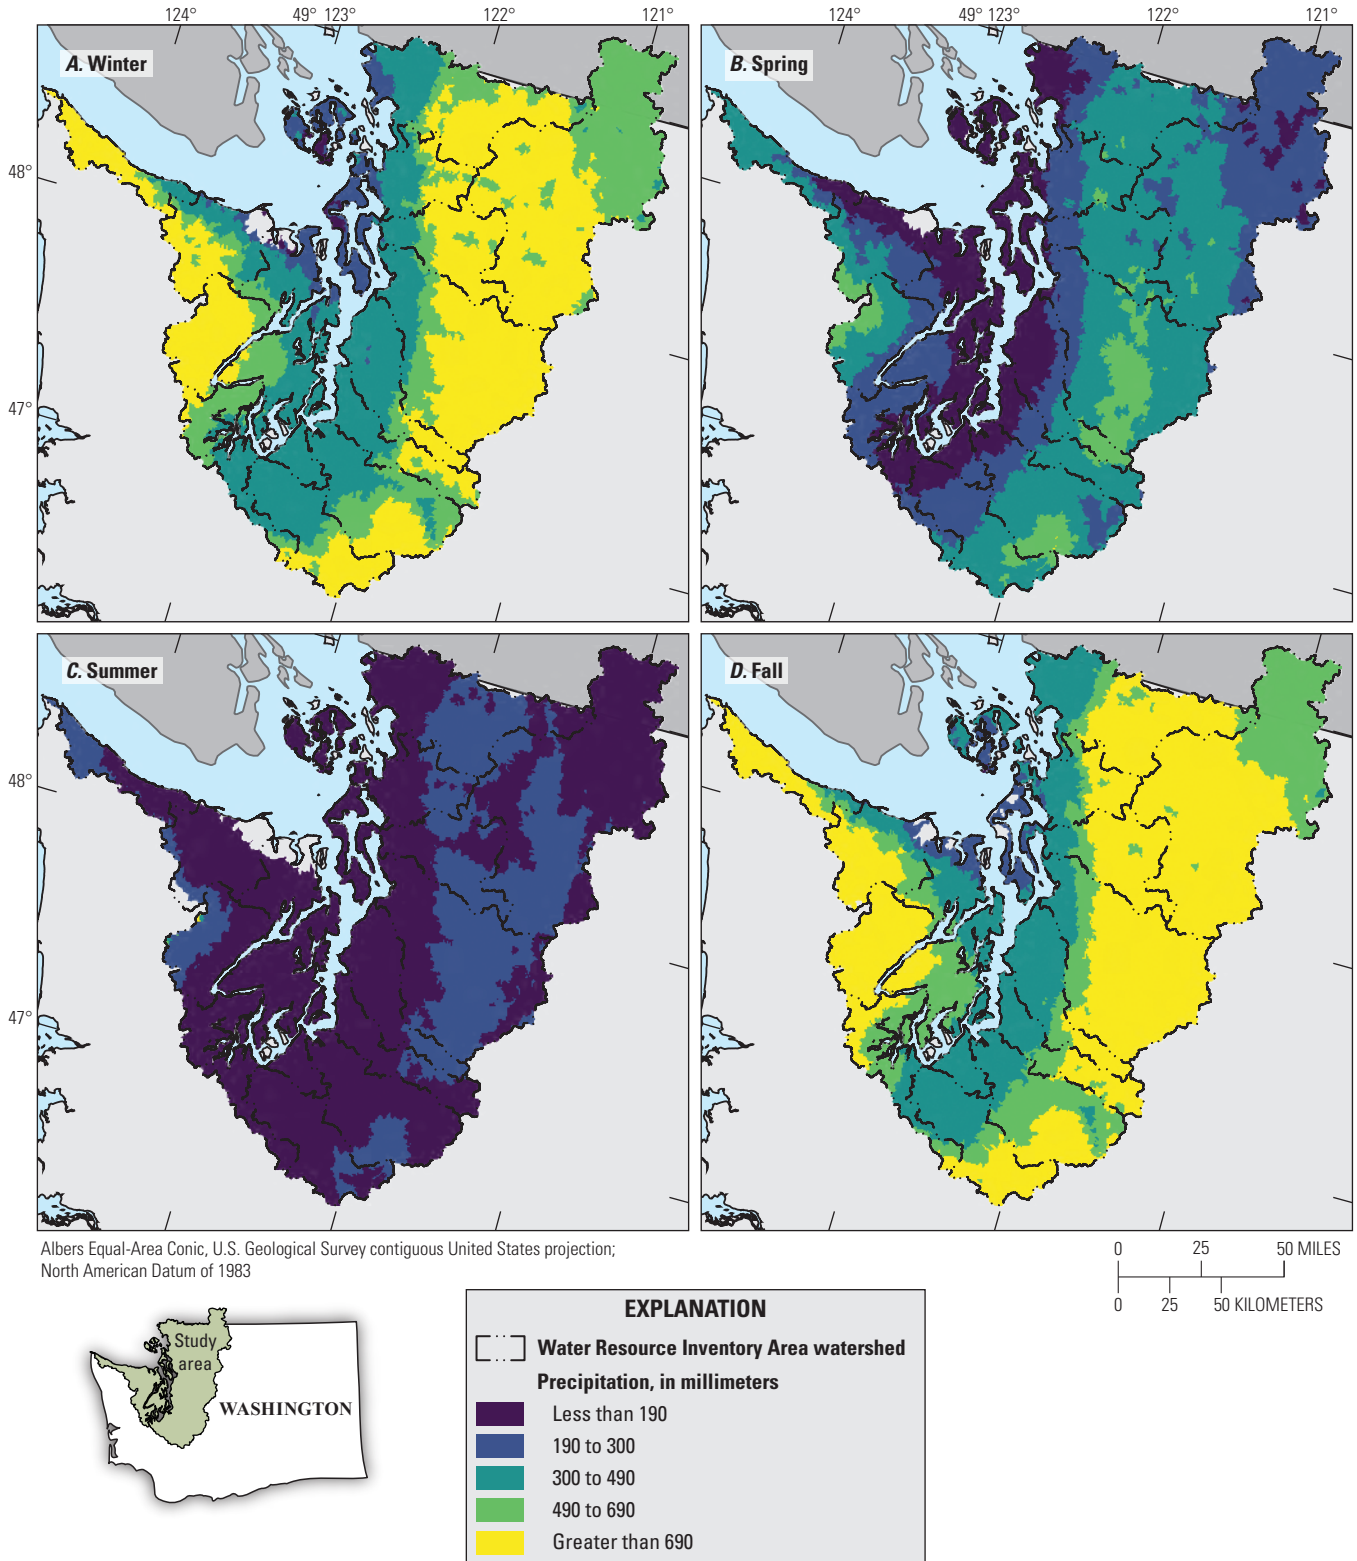 124° 49° 123° 122° 121°
124° 49° 123° 122° 121°
A. Winter
B. Spring
48°
47°
C. Summer
D. Fall
48°
47°
Albers Equal-Area Conic, U.S. Geological Survey contiguous United States projection;
North American Datum of 1983
0 25 50 MILES
0 25 50 KILOMETERS
Study
area
WASHINGTON
EXPLANATION
Water Resource Inventory Area watershed
Precipitation, in millimeters
Less than 190
190 to 300
300 to 490
490 to 690
Greater than 690